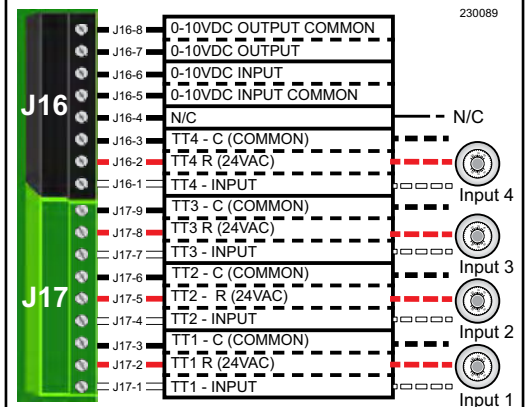 230089
J16-8 0-10VDC OUTPUT COMMON
J16-7 0-10VDC OUTPUT
J16-6 0-10VDC INPUT
J16-5 0-10VDC INPUT COMMON
J16
J16-4 N/C N/C
J16-3 TT4 - C (COMMON)
J16-2 TT4 R (24VAC)
J16-1 TT4 - INPUT
Input 4
J17-9 TT3 - C (COMMON)
J17-8 TT3 R (24VAC)
J17-7 TT3 - INPUT
Input 3
J17-6 TT2 - C (COMMON)
J17
J17-5 TT2 - R (24VAC)
J17-4 TT2 - INPUT
Input 2
J17-3 TT1 - C (COMMON)
J17-2 TT1 R (24VAC)
J17-1 TT1 - INPUT
Input 1